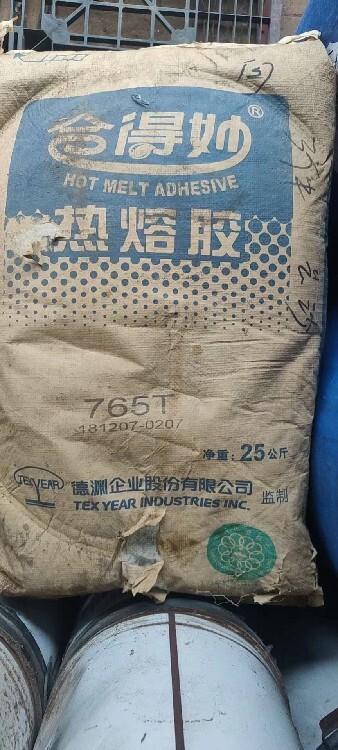 (5)
合得妙®
HOT MELT ADHESIVE
热熔胶
765T
181207-0207
净重: 25公斤
TEX YEAR
德渊企业股份有限公司
TEX YEAR INDUSTRIES INC.
监制